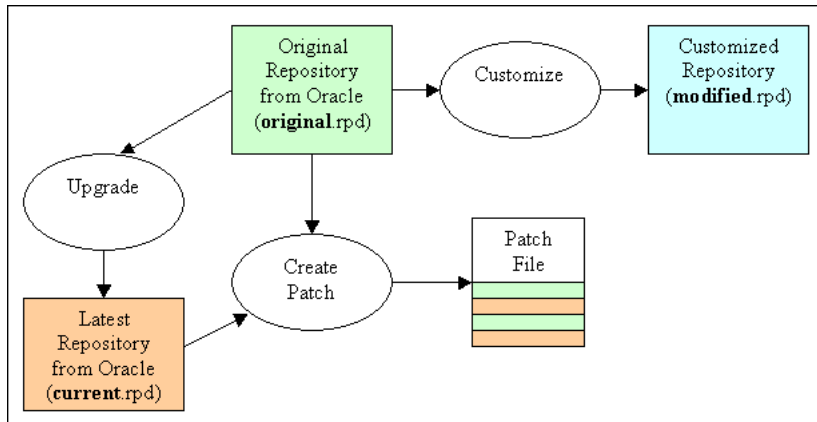 Original
Repository
from Oracle
(original.rpd)
Customize
Customized
Repository
(modified.rpd)
Upgrade
Create
Patch
Patch
File
Latest
Repository
from Oracle
(current.rpd)